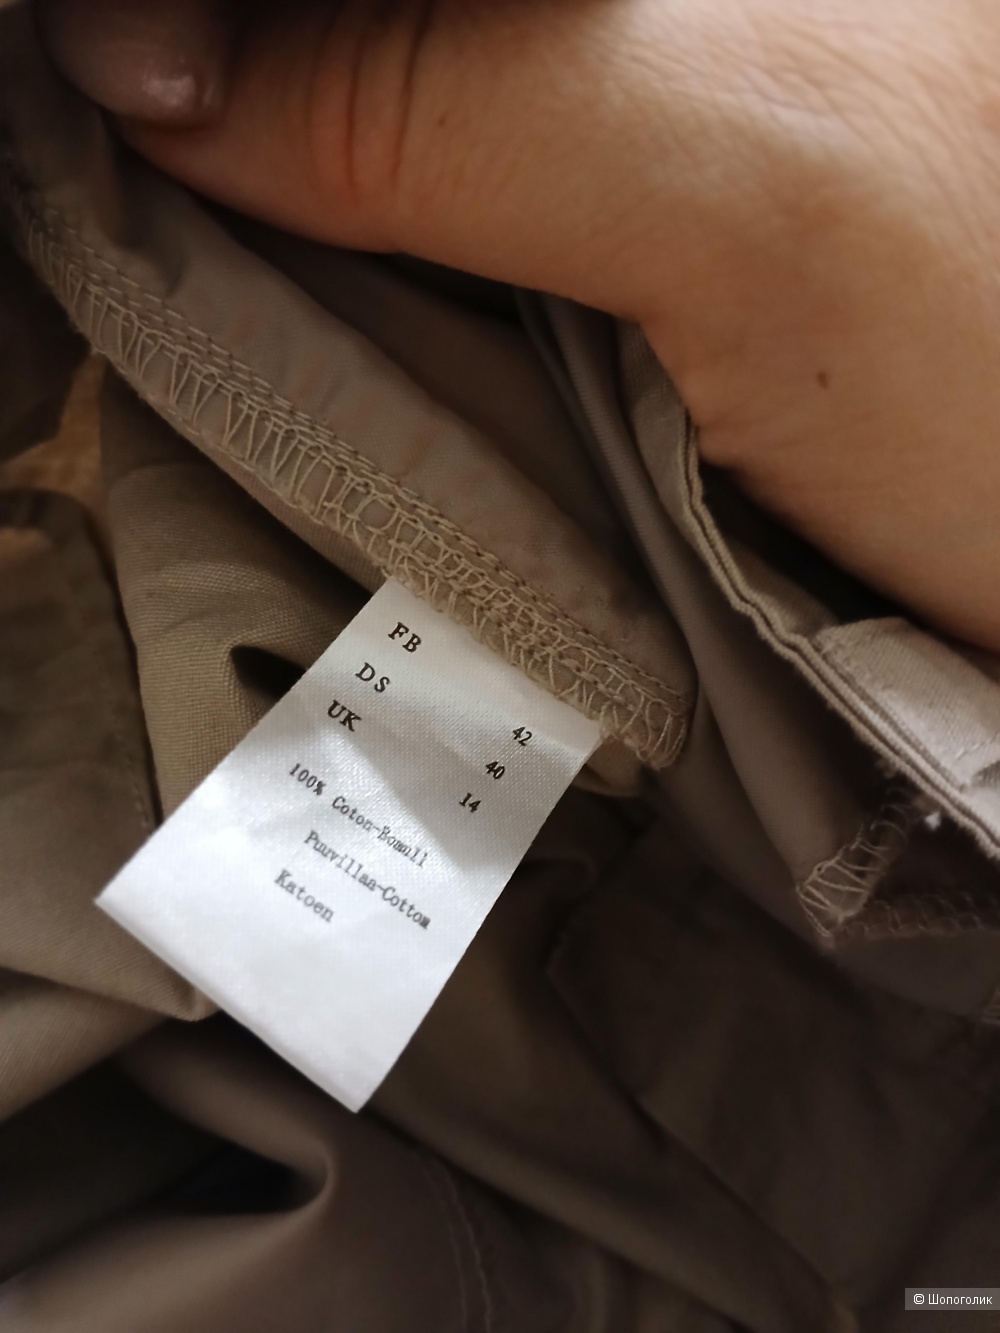 FB 42
DS 40
UK 14
100% Coton-Bomull
Puuvillaa-Cottom
Katoen
© Шопоголик